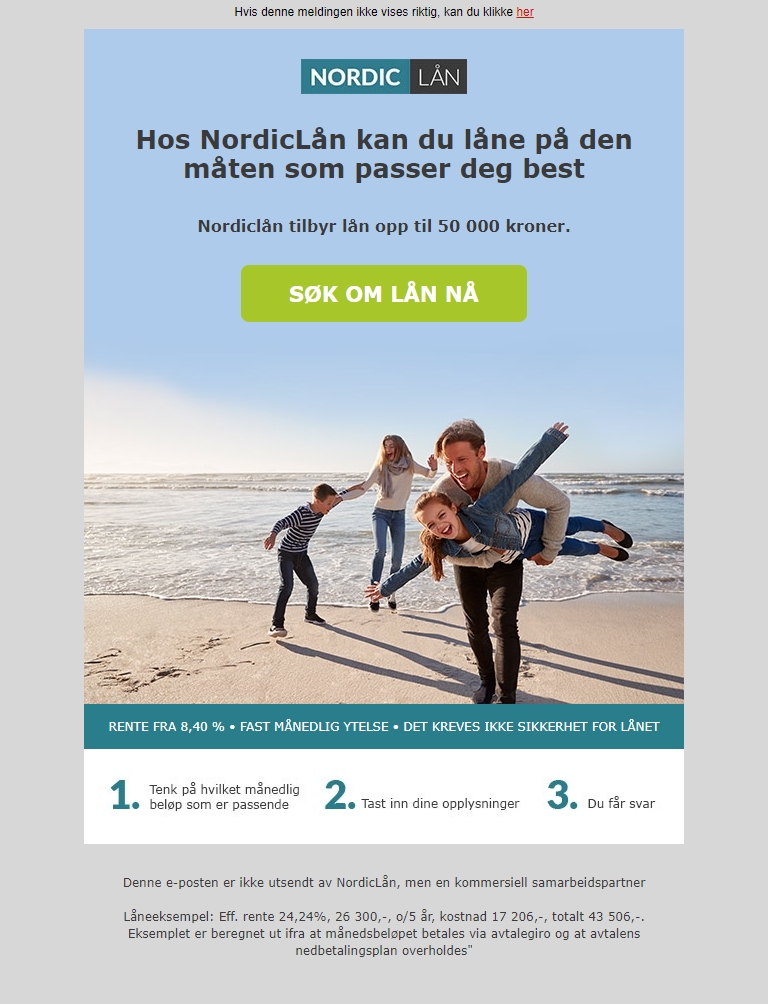 Hvis denne meldingen ikke vises riktig, kan du klikke her
NORDIC LÅN
Hos NordicLån kan du låne på den
måten som passer deg best
Nordiclån tilbyr lån opp til 50 000 kroner.
SØK OM LÅN NÅ
RENTE FRA 8,40 % • FAST MÅNEDLIG YTELSE • DET KREVES IKKE SIKKERHET FOR LÅNET
1. Tenk på hvilket månedlig
beløp som er passende
2. Tast inn dine opplysninger
3. Du får svar
Denne e-posten er ikke utsendt av NordicLån, men en kommersiell samarbeidspartner
Låneeksempel: Eff. rente 24,24%, 26 300,-, o/5 år, kostnad 17 206,-, totalt 43 506,-.
Eksemplet er beregnet ut ifra at månedsbeløpet betales via avtalegiro og at avtalens
nedbetalingsplan overholdes"